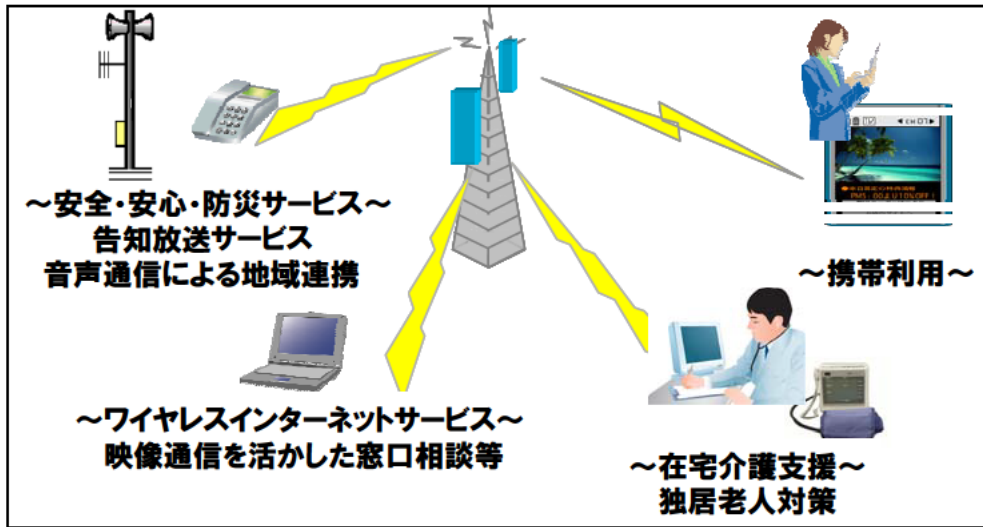 ～安全・安心・防災サービス～
告知放送サービス
音声通信による地域連携
～携帯利用～
～ワイヤレスインターネットサービス～
映像通信を活かした窓口相談等
～在宅介護支援～
独居老人対策